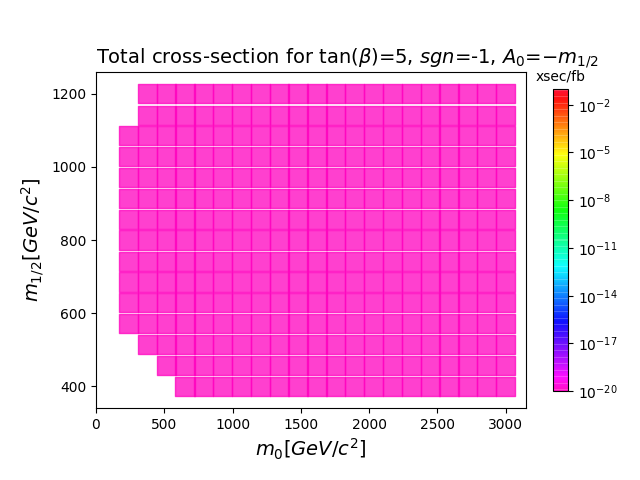 Total cross-section for tan(β)=5, sgn=-1, A₀=−m₁/₂
xsec/fb
1200
1000
800
600
400
m₁/₂[GeV/c²]
0 500 1000 1500 2000 2500 3000
m₀[GeV/c²]
10⁻²
10⁻⁵
10⁻⁸
10⁻¹¹
10⁻¹⁴
10⁻¹⁷
10⁻²⁰